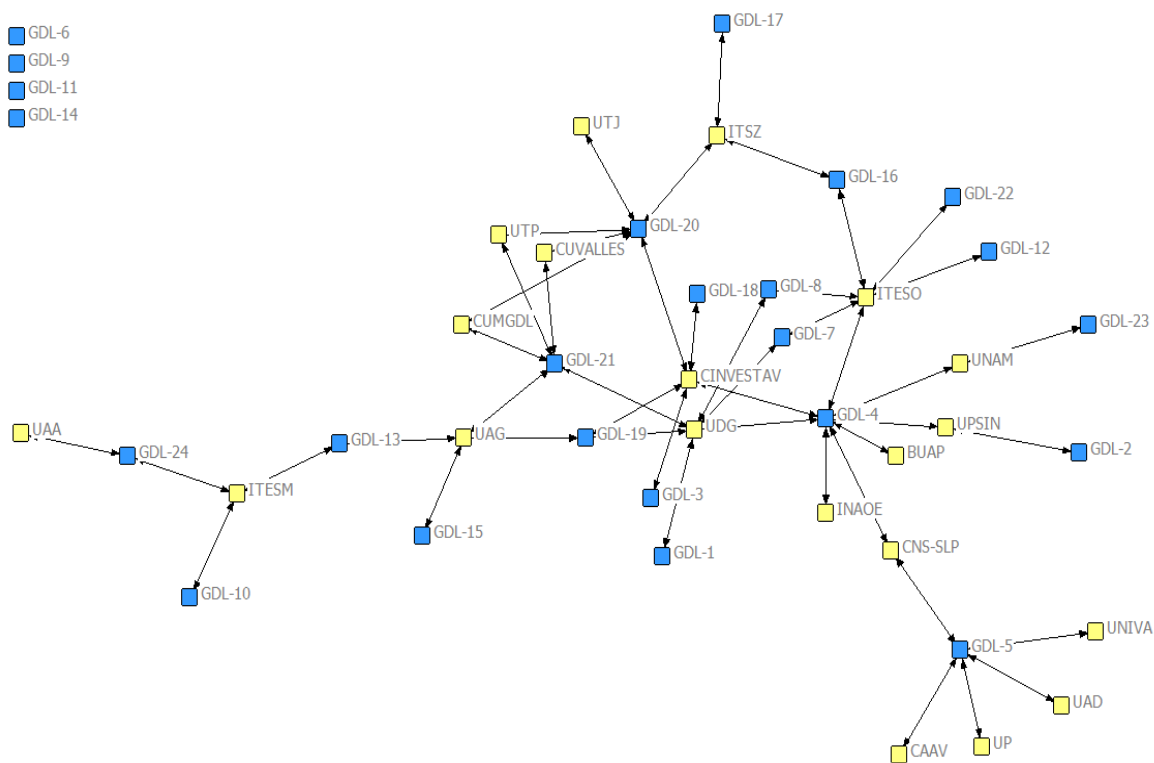 GDL-6
GDL-9
GDL-11
GDL-14
GDL-17
UTJ
ITSZ
GDL-16
GDL-22
UTP
GDL-20
CUVALLES
GDL-12
GDL-18
GDL-8
ITESO
CUMGDL
GDL-7
GDL-23
GDL-21
UNAM
CINVESTAV
GDL-4
UAA
GDL-13
UAG
GDL-19
UDG
UPSIN
GDL-24
BUAP
GDL-2
ITESM
GDL-3
INAOE
GDL-15
GDL-1
CNS-SLP
GDL-10
UNIVA
GDL-5
UAD
CAAV
UP